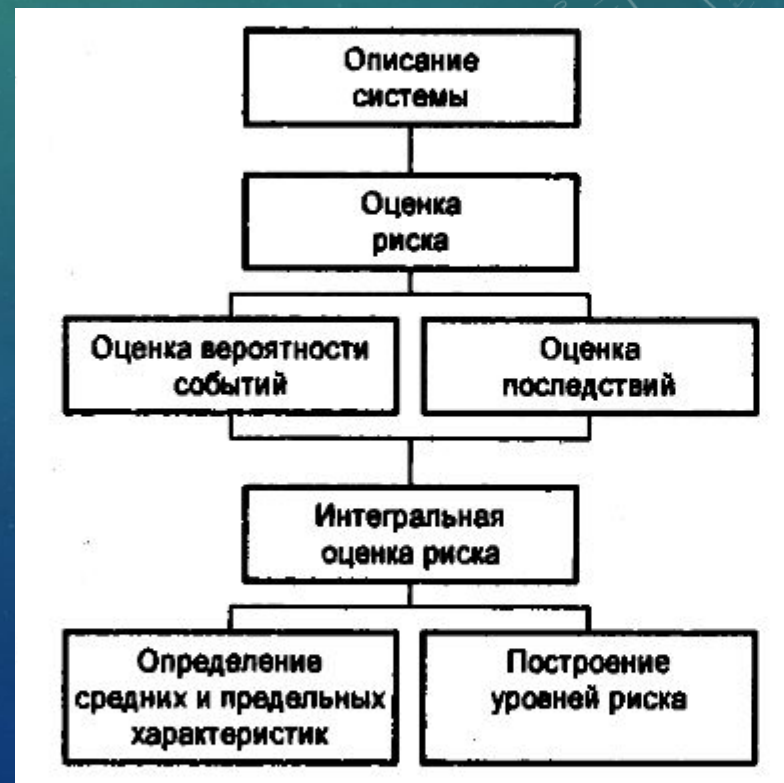 Описание
системы
Оценка
риска
Оценка вероятности
событий
Оценка
последствий
Интегральная
оценка риска
Определение
средних и предельных
характеристик
Построение
уровней риска